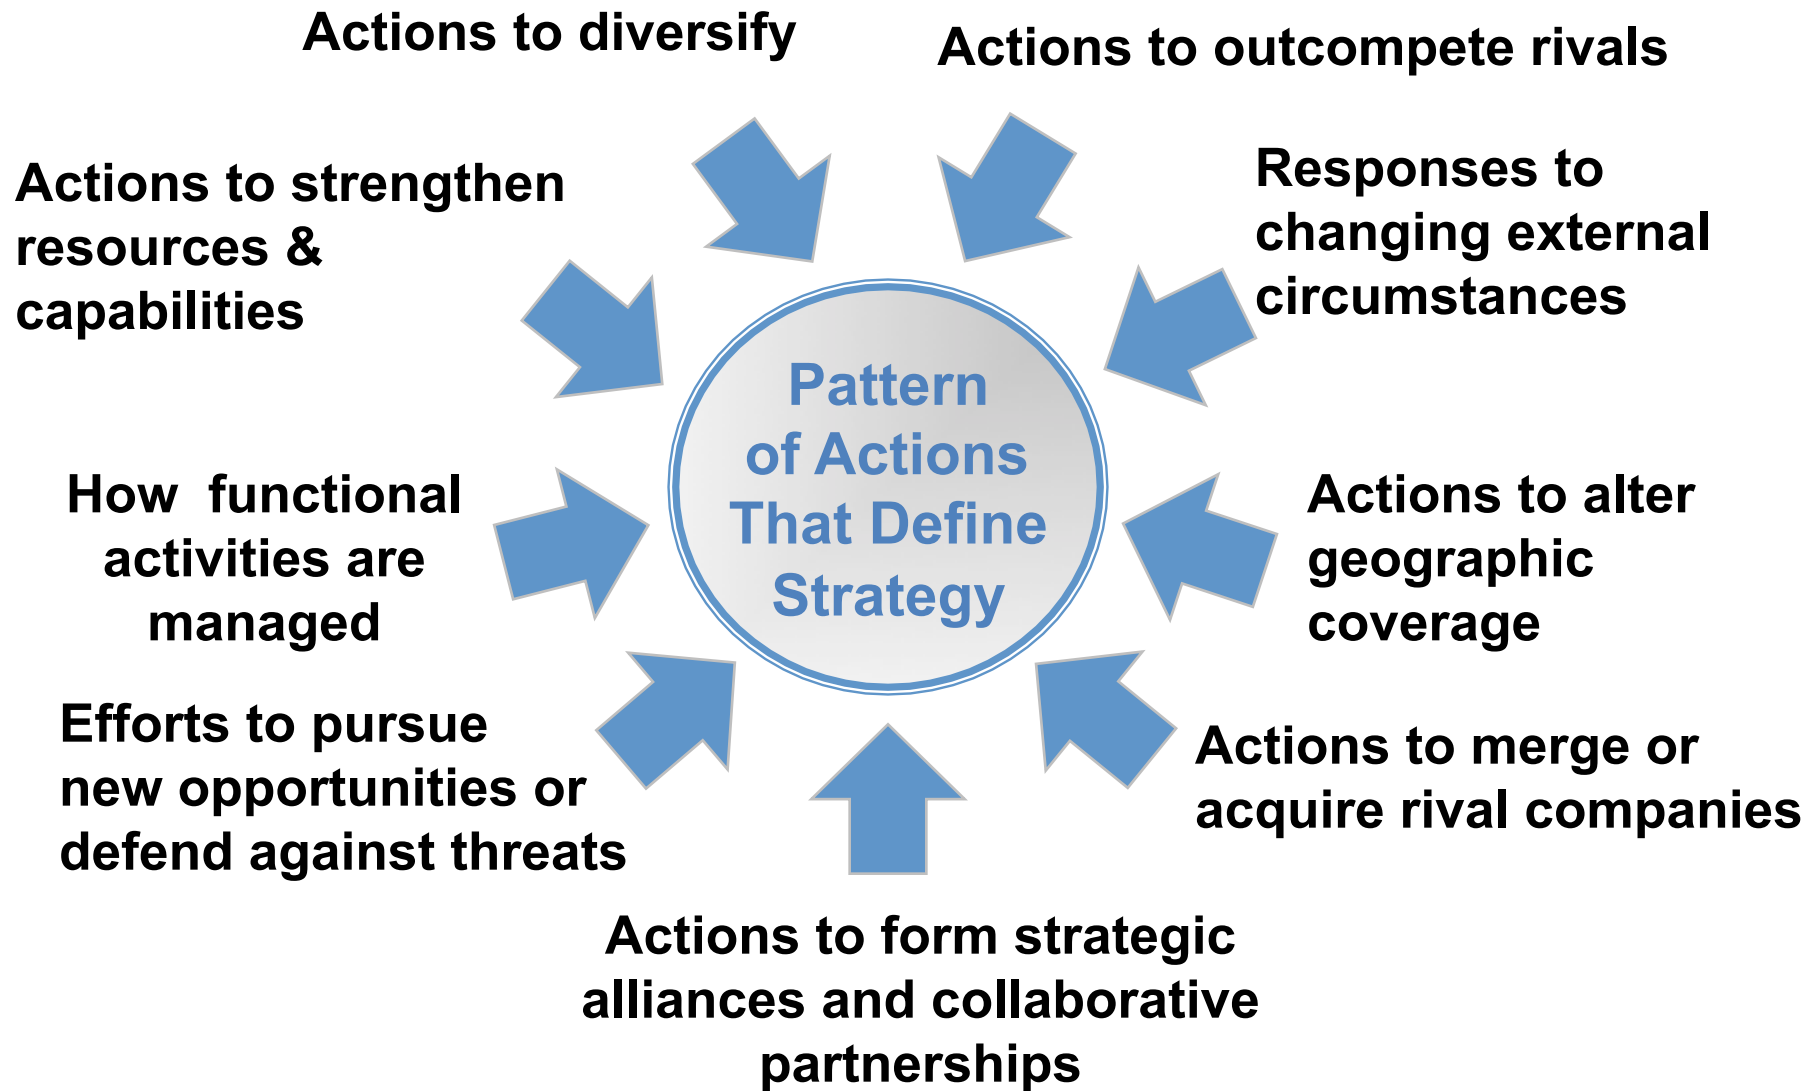 Actions to diversify
Actions to outcompete rivals
Actions to strengthen
resources &
capabilities
Responses to
changing external
circumstances
Pattern
of Actions
That Define
Strategy
How functional
activities are
managed
Actions to alter
geographic
coverage
Efforts to pursue
new opportunities or
defend against threats
Actions to merge or
acquire rival companies
Actions to form strategic
alliances and collaborative
partnerships